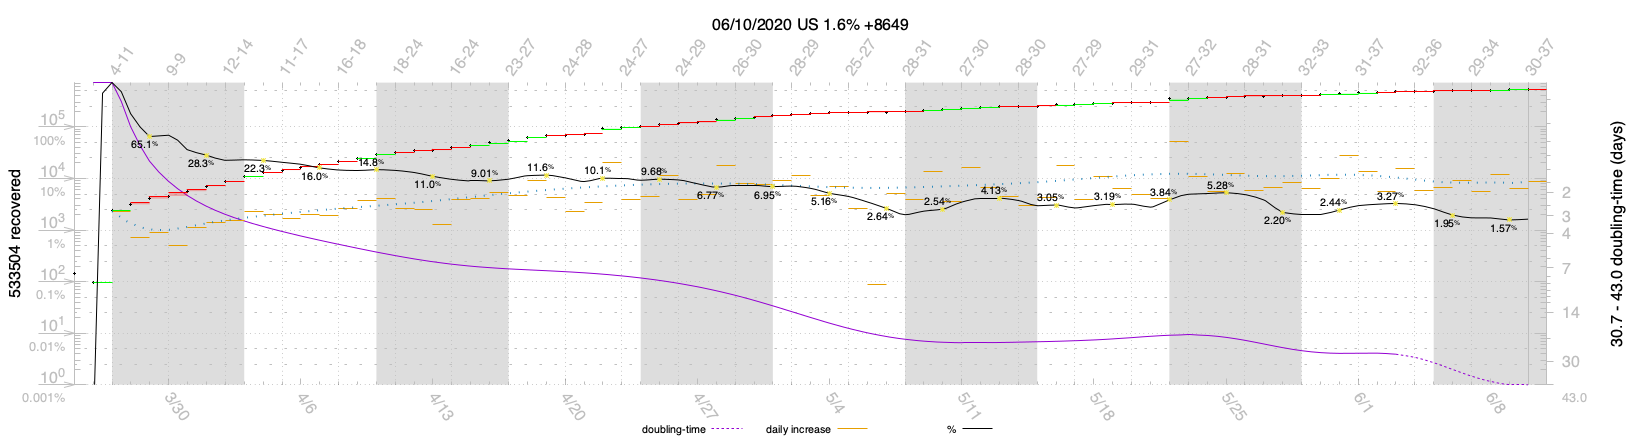 06/10/2020 US 1.6% +8649
4-11 9-9 12-14 11-17 16-18 18-24 16-24 23-27 24-28 24-27 24-29 26-30 28-29 25-27 28-31 27-30 28-30 27-29 29-31 27-32 28-31 32-33 31-37 32-36 29-34 30-37
533504 recovered
10⁵
100%
10⁴
10%
10³
1%
10²
0.1%
10¹
0.01%
10⁰
0.001%
65.1% 28.3% 22.3% 16.0% 14.8% 11.0% 9.01% 11.6% 10.1% 9.68% 6.77% 6.95% 5.16% 2.64% 2.54% 4.13% 3.05% 3.19% 3.84% 5.28% 2.20% 2.44% 3.27% 1.95% 1.57%
2
3
4
7
14
30
43.0
30.7 - 43.0 doubling-time (days)
3/30 4/6 4/13 4/20 4/27 5/4 5/11 5/18 5/25 6/1 6/8
doubling-time daily increase %